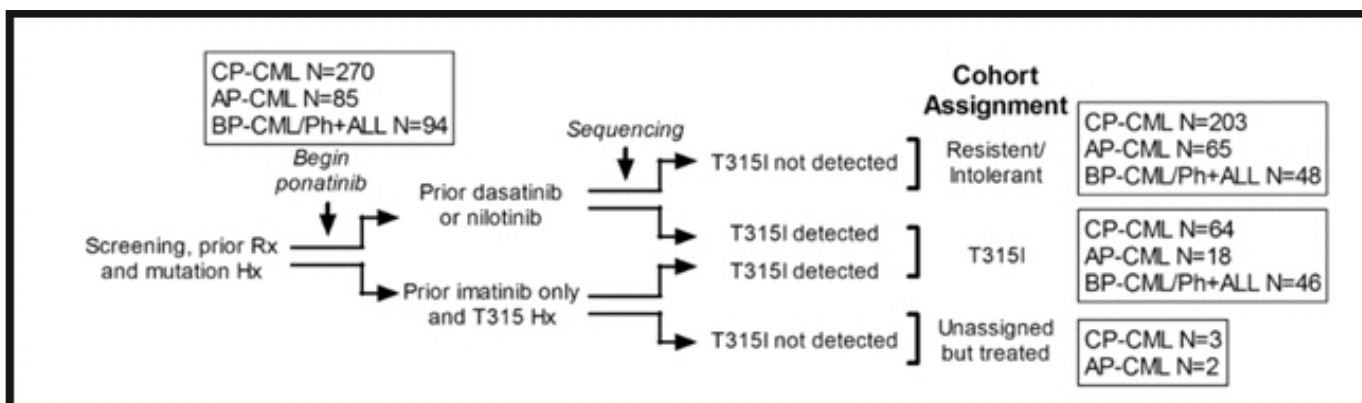 CP-CML N=270
AP-CML N=85
BP-CML/Ph+ALL N=94
Begin
ponatinib
Screening, prior Rx
and mutation Hx
Prior dasatinib
or nilotinib
Prior imatinib only
and T315 Hx
Sequencing
T315I not detected
T315I detected
T315I detected
T315I not detected
Cohort
Assignment
Resistent/
Intolerant
T315I
Unassigned
but treated
CP-CML N=203
AP-CML N=65
BP-CML/Ph+ALL N=48
CP-CML N=64
AP-CML N=18
BP-CML/Ph+ALL N=46
CP-CML N=3
AP-CML N=2